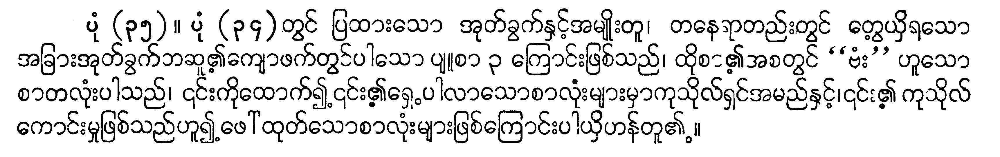 ပုံ (၃၅)။ ပုံ (၃၄) တွင် ပြထားသော အုတ်ခွက်နှင့်အမျိုးတူ၊ တနေရာတည်းတွင် တွေ့ယှိရသော
အခြားအုတ်ခွက်ဘဆူ၏့ကျောဖက်တွင်ပါသော ပျူစာ ၃ ကြောင်းဖြစ်သည်၊ ထိုစာ၏့အစတွင် “ဗံး” ဟူသော
စာတလုံးပါသည်၊ ၎င်းကိုထောက်၍့၎င်း၏့ရှေ့ပါလာသောစာလုံးများမှာကုသိုလ်ရှင်အမည်နှင့်၊၎င်း၏့ ကုသိုလ်
ကောင်းမှုဖြစ်သည်ဟူ၍့ဖေါ်ထုတ်သောစာလုံးများဖြစ်ကြောင်းပါယှိဟန်တူ၏့။